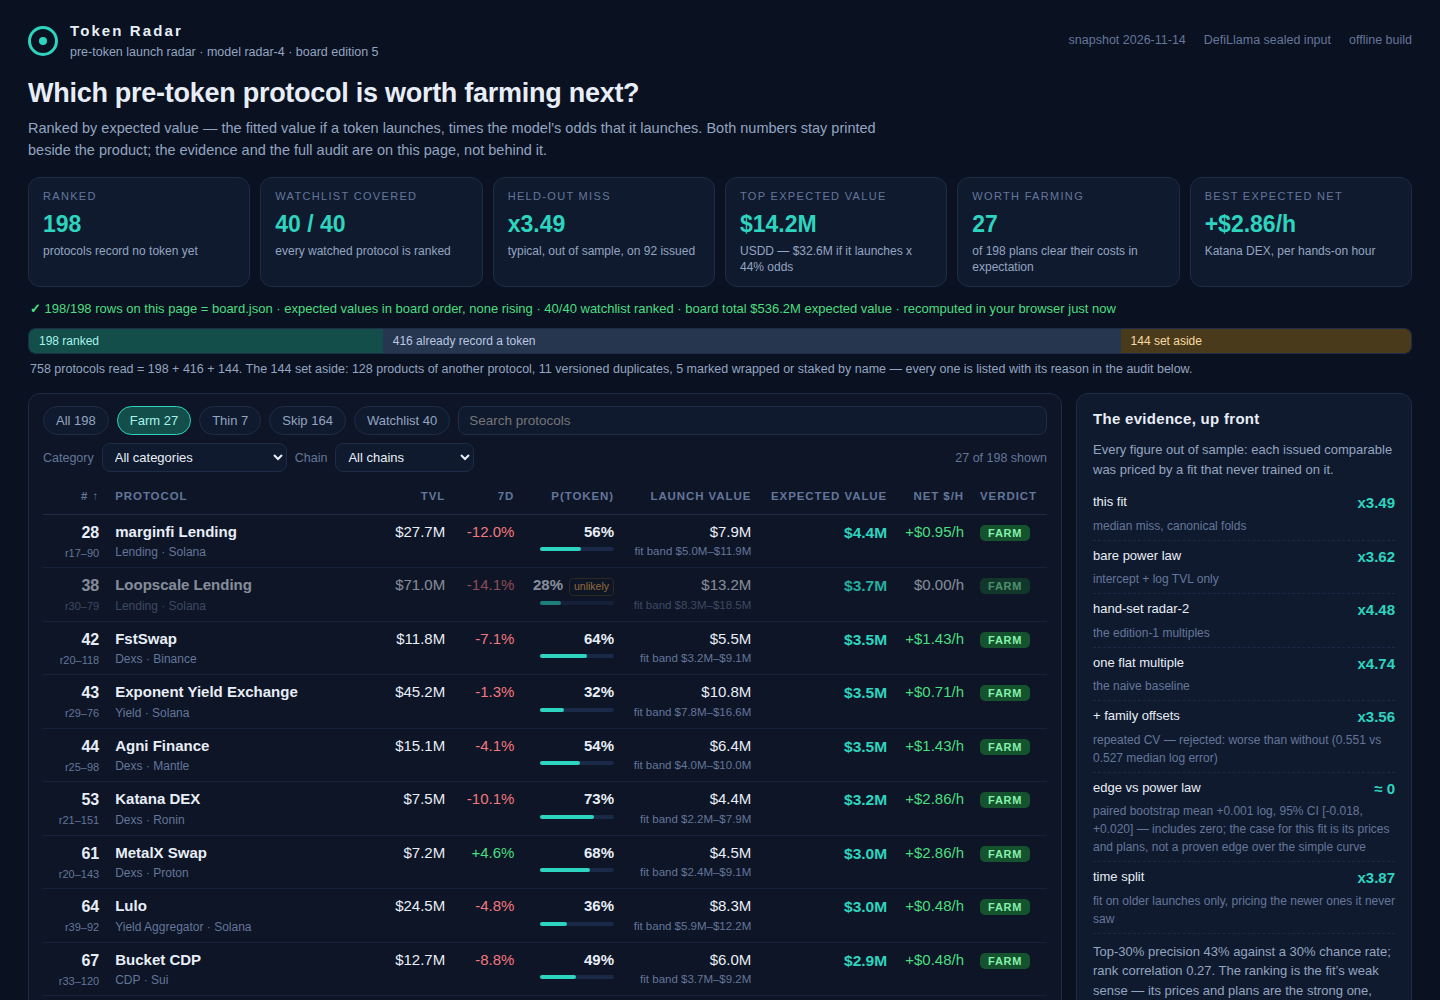 Token Radar
pre-token launch radar · model radar-4 · board edition 5
snapshot 2026-11-14 DefiLlama sealed input offline build
Which pre-token protocol is worth farming next?
Ranked by expected value — the fitted value if a token launches, times the model's odds that it launches. Both numbers stay printed
beside the product; the evidence and the full audit are on this page, not behind it.
RANKED
198
protocols record no token yet
WATCHLIST COVERED
40 / 40
every watched protocol is ranked
HELD-OUT MISS
x3.49
typical, out of sample, on 92 issued
TOP EXPECTED VALUE
$14.2M
USDD — $32.6M if it launches x
44% odds
WORTH FARMING
27
of 198 plans clear their costs in
expectation
BEST EXPECTED NET
+$2.86/h
Katana DEX, per hands-on hour
✓ 198/198 rows on this page = board.json · expected values in board order, none rising · 40/40 watchlist ranked · board total $536.2M expected value · recomputed in your browser just now
198 ranked
416 already record a token
144 set aside
758 protocols read = 198 + 416 + 144. The 144 set aside: 128 products of another protocol, 11 versioned duplicates, 5 marked wrapped or staked by name — every one is listed with its reason in the audit below.
All 198 Farm 27 Thin 7 Skip 164 Watchlist 40 Search protocols
Category All categories Chain All chains 27 of 198 shown
# ↑ PROTOCOL TVL 7D P(TOKEN) LAUNCH VALUE EXPECTED VALUE NET $/H VERDICT
28 marginfi Lending $27.7M -12.0% 56% $7.9M $4.4M +$0.95/h FARM
r17–90 Lending · Solana fit band $5.0M–$11.9M
38 Loopscale Lending $71.0M -14.1% 28% unlikely $13.2M $3.7M $0.00/h FARM
r30–79 Lending · Solana fit band $8.3M–$18.5M
42 FstSwap $11.8M -7.1% 64% $5.5M $3.5M +$1.43/h FARM
r20–118 Dexs · Binance fit band $3.2M–$9.1M
43 Exponent Yield Exchange $45.2M -1.3% 32% $10.8M $3.5M +$0.71/h FARM
r29–76 Yield · Solana fit band $7.8M–$16.6M
44 Agni Finance $15.1M -4.1% 54% $6.4M $3.5M +$1.43/h FARM
r25–98 Dexs · Mantle fit band $4.0M–$10.0M
53 Katana DEX $7.5M -10.1% 73% $4.4M $3.2M +$2.86/h FARM
r21–151 Dexs · Ronin fit band $2.2M–$7.9M
61 MetalX Swap $7.2M +4.6% 68% $4.5M $3.0M +$2.86/h FARM
r20–143 Dexs · Proton fit band $2.4M–$9.1M
64 Lulo $24.5M -4.8% 36% $8.3M $3.0M +$0.48/h FARM
r39–92 Yield Aggregator · Solana fit band $5.9M–$12.2M
67 Bucket CDP $12.7M -8.8% 49% $6.0M $2.9M +$0.48/h FARM
r33–120 CDP · Sui fit band $3.7M–$9.2M
The evidence, up front
Every figure out of sample: each issued comparable
was priced by a fit that never trained on it.
this fit x3.49
median miss, canonical folds
bare power law x3.62
intercept + log TVL only
hand-set radar-2 x4.48
the edition-1 multiples
one flat multiple x4.74
the naive baseline
+ family offsets x3.56
repeated CV — rejected: worse than without (0.551 vs
0.527 median log error)
edge vs power law ≈ 0
paired bootstrap mean +0.001 log, 95% CI [-0.018,
+0.020] — includes zero; the case for this fit is its prices
and plans, not a proven edge over the simple curve
time split x3.87
fit on older launches only, pricing the newer ones it never
saw
Top-30% precision 43% against a 30% chance rate;
rank correlation 0.27. The ranking is the fit's weak
sense — its prices and plans are the strong one,